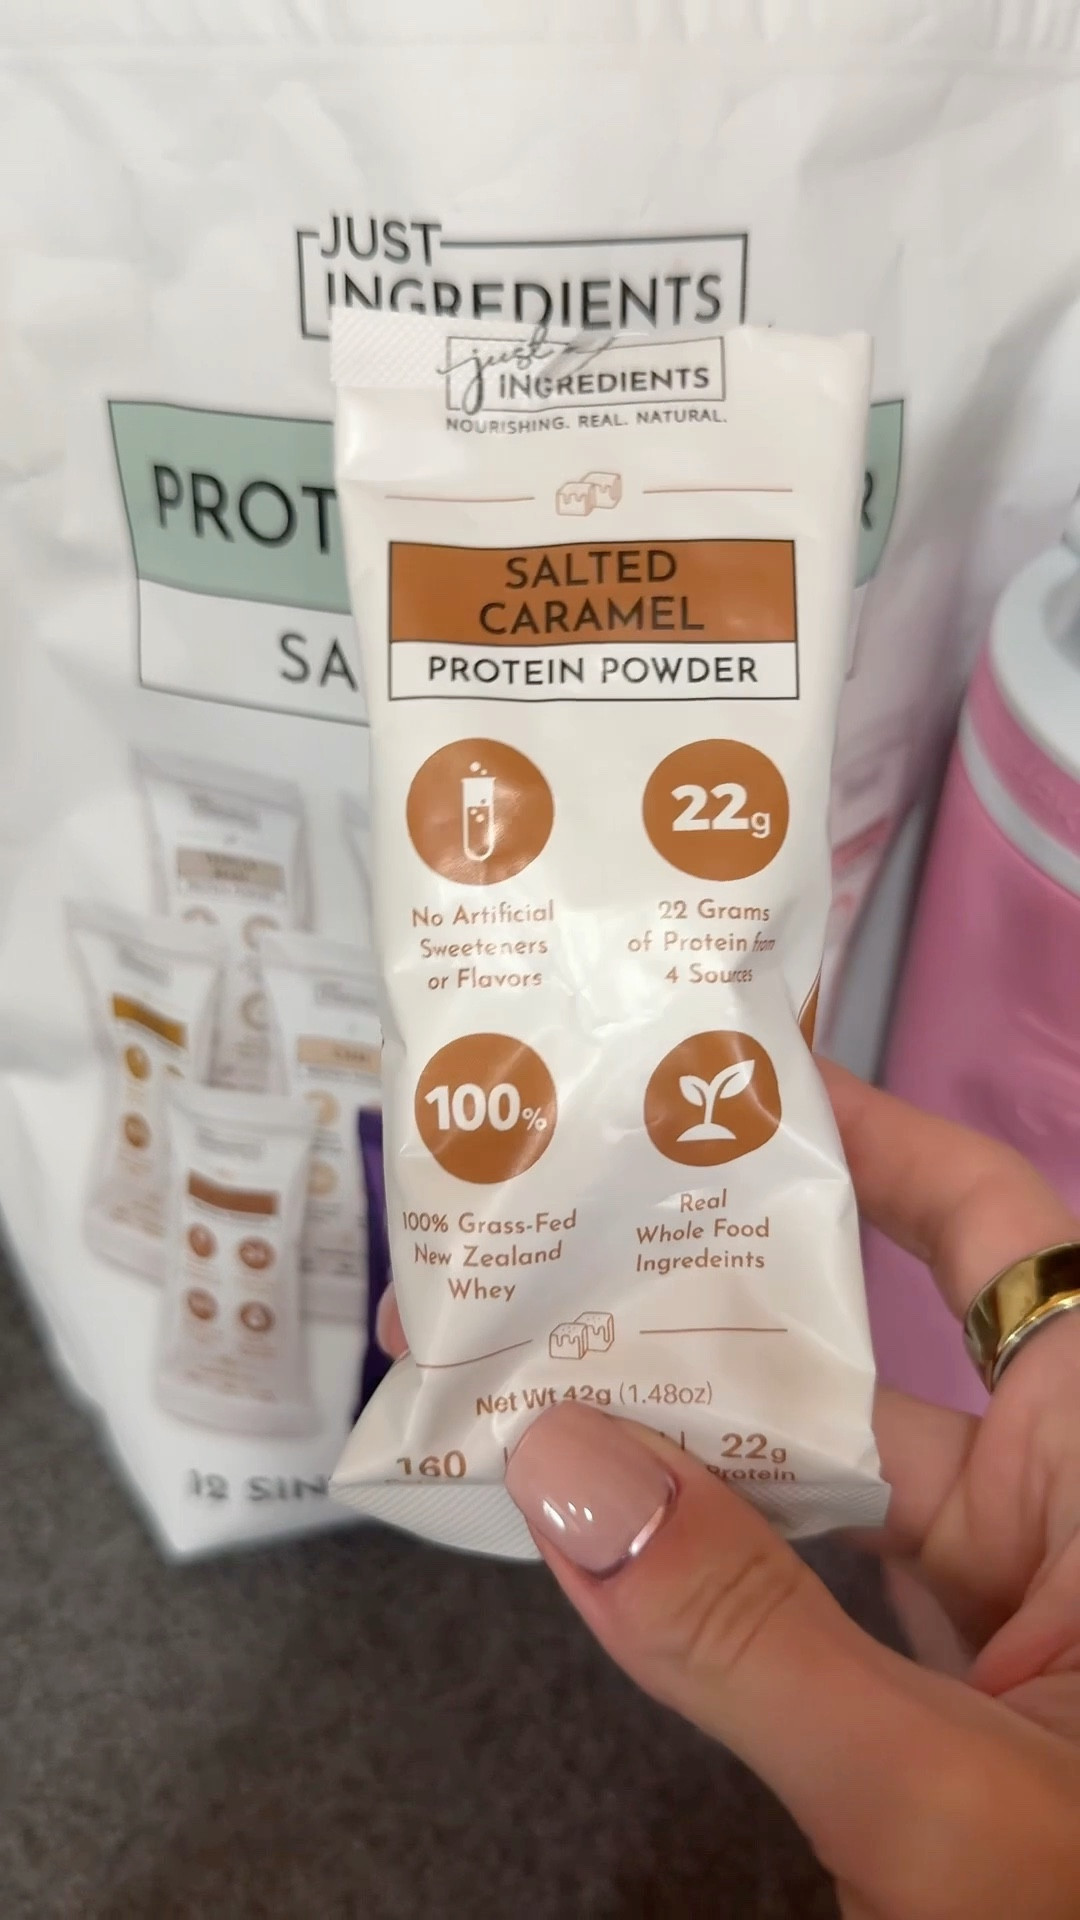 JUST
INGREDIENTS
PROT
R
SA
12 SIN
just
INGREDIENTS
NOURISHING. REAL. NATURAL.
SALTED
CARAMEL
PROTEIN POWDER
22g
No Artificial
Sweeteners
or Flavors
22 Grams
of Protein from
4 Sources
100%
100% Grass-Fed
New Zealand
Whey
Real
Whole Food
Ingredeints
Net Wt 42g (1.48oz)
160
22g
Protein